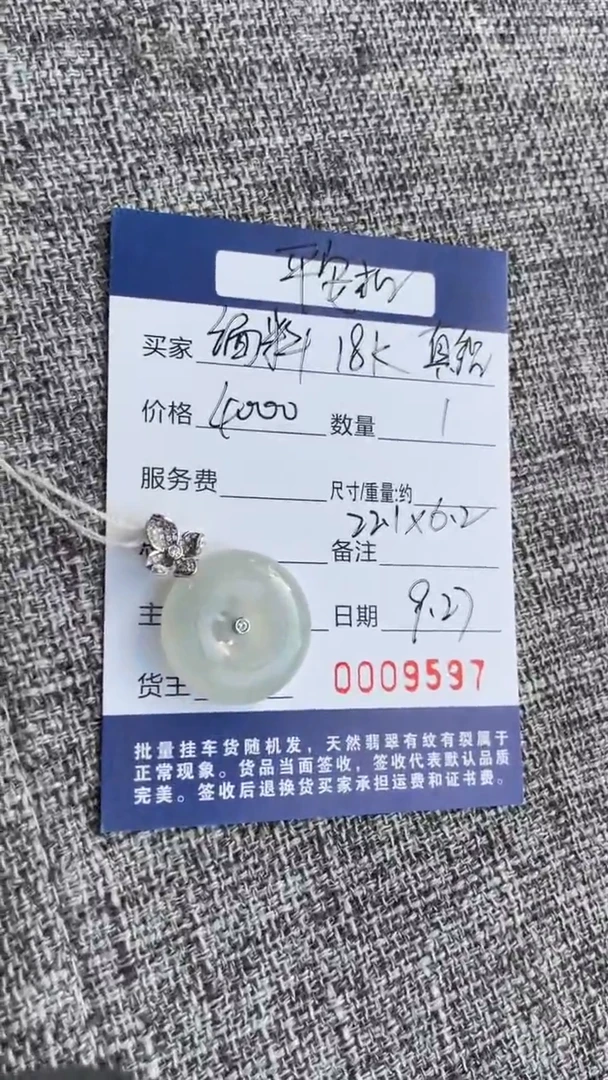 平安扣
买家 缅料 18K 真钻
价格 4000 数量 1
服务费 尺寸/重量:约
22.1×6.2
备注
主 日期 9.27
货主 0009597
批量挂车货随机发，天然翡翠有纹有裂属于
正常现象。货品当面签收，签收代表默认品质
完美。签收后退换货买家承担运费和证书费。